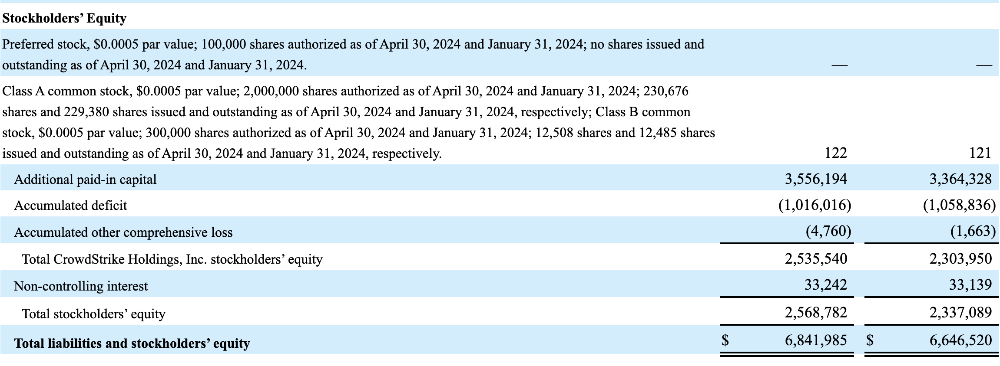 Stockholders’ Equity
Preferred stock, $0.0005 par value; 100,000 shares authorized as of April 30, 2024 and January 31, 2024; no shares issued and
outstanding as of April 30, 2024 and January 31, 2024. — —
Class A common stock, $0.0005 par value; 2,000,000 shares authorized as of April 30, 2024 and January 31, 2024; 230,676
shares and 229,380 shares issued and outstanding as of April 30, 2024 and January 31, 2024, respectively; Class B common
stock, $0.0005 par value; 300,000 shares authorized as of April 30, 2024 and January 31, 2024; 12,508 shares and 12,485 shares
issued and outstanding as of April 30, 2024 and January 31, 2024, respectively. 122 121
Additional paid-in capital 3,556,194 3,364,328
Accumulated deficit (1,016,016) (1,058,836)
Accumulated other comprehensive loss (4,760) (1,663)
Total CrowdStrike Holdings, Inc. stockholders’ equity 2,535,540 2,303,950
Non-controlling interest 33,242 33,139
Total stockholders’ equity 2,568,782 2,337,089
Total liabilities and stockholders’ equity $ 6,841,985 $ 6,646,520